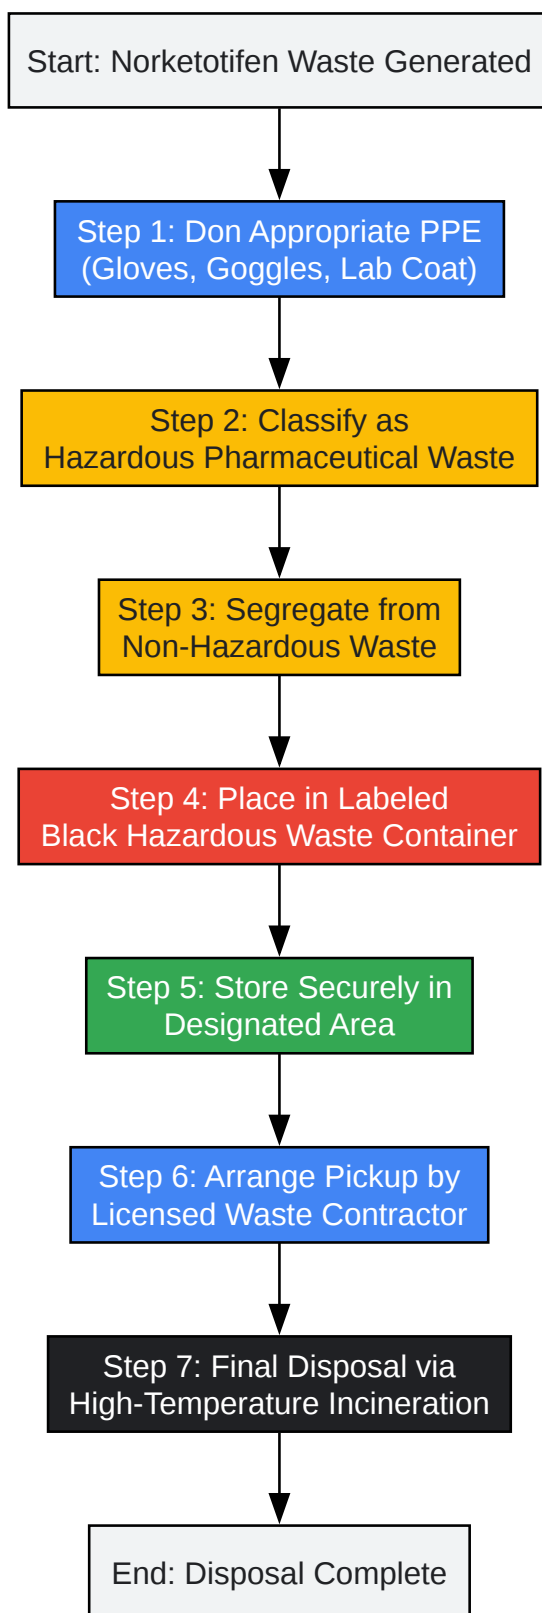 Start: Norketotifen Waste Generated
Step 1: Don Appropriate PPE
(Gloves, Goggles, Lab Coat)
Step 2: Classify as
Hazardous Pharmaceutical Waste
Step 3: Segregate from
Non-Hazardous Waste
Step 4: Place in Labeled
Black Hazardous Waste Container
Step 5: Store Securely in
Designated Area
Step 6: Arrange Pickup by
Licensed Waste Contractor
Step 7: Final Disposal via
High-Temperature Incineration
End: Disposal Complete